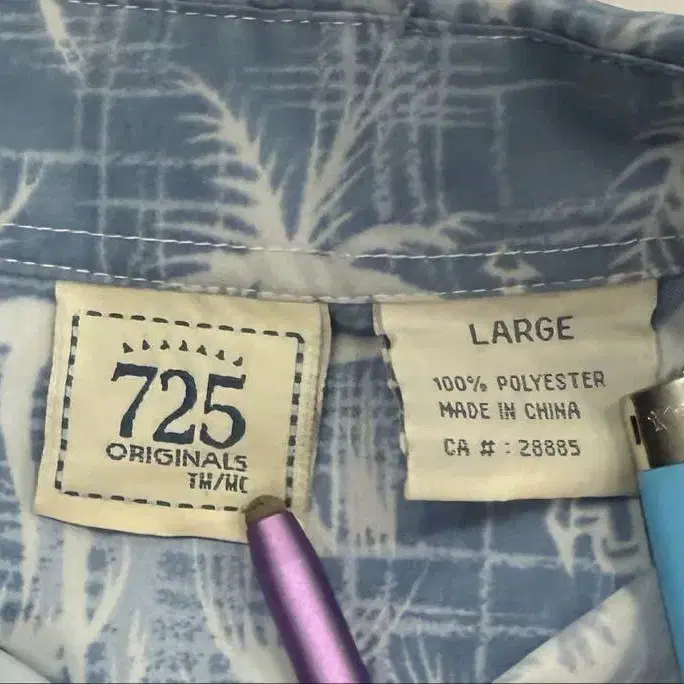 725
ORIGINALS
TM/MC
LARGE
100% POLYESTER
MADE IN CHINA
CA # : 28885